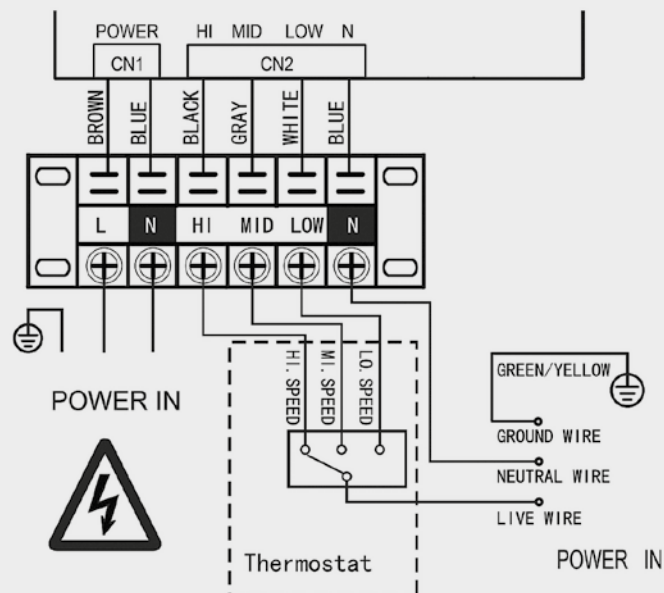 POWER HI MID LOW N
CN1 CN2
BROWN BLUE BLACK GRAY WHITE BLUE
L N HI MID LOW N
HI. SPEED
MI. SPEED
LO. SPEED
GREEN/YELLOW
POWER IN
GROUND WIRE
NEUTRAL WIRE
LIVE WIRE
Thermostat
POWER IN